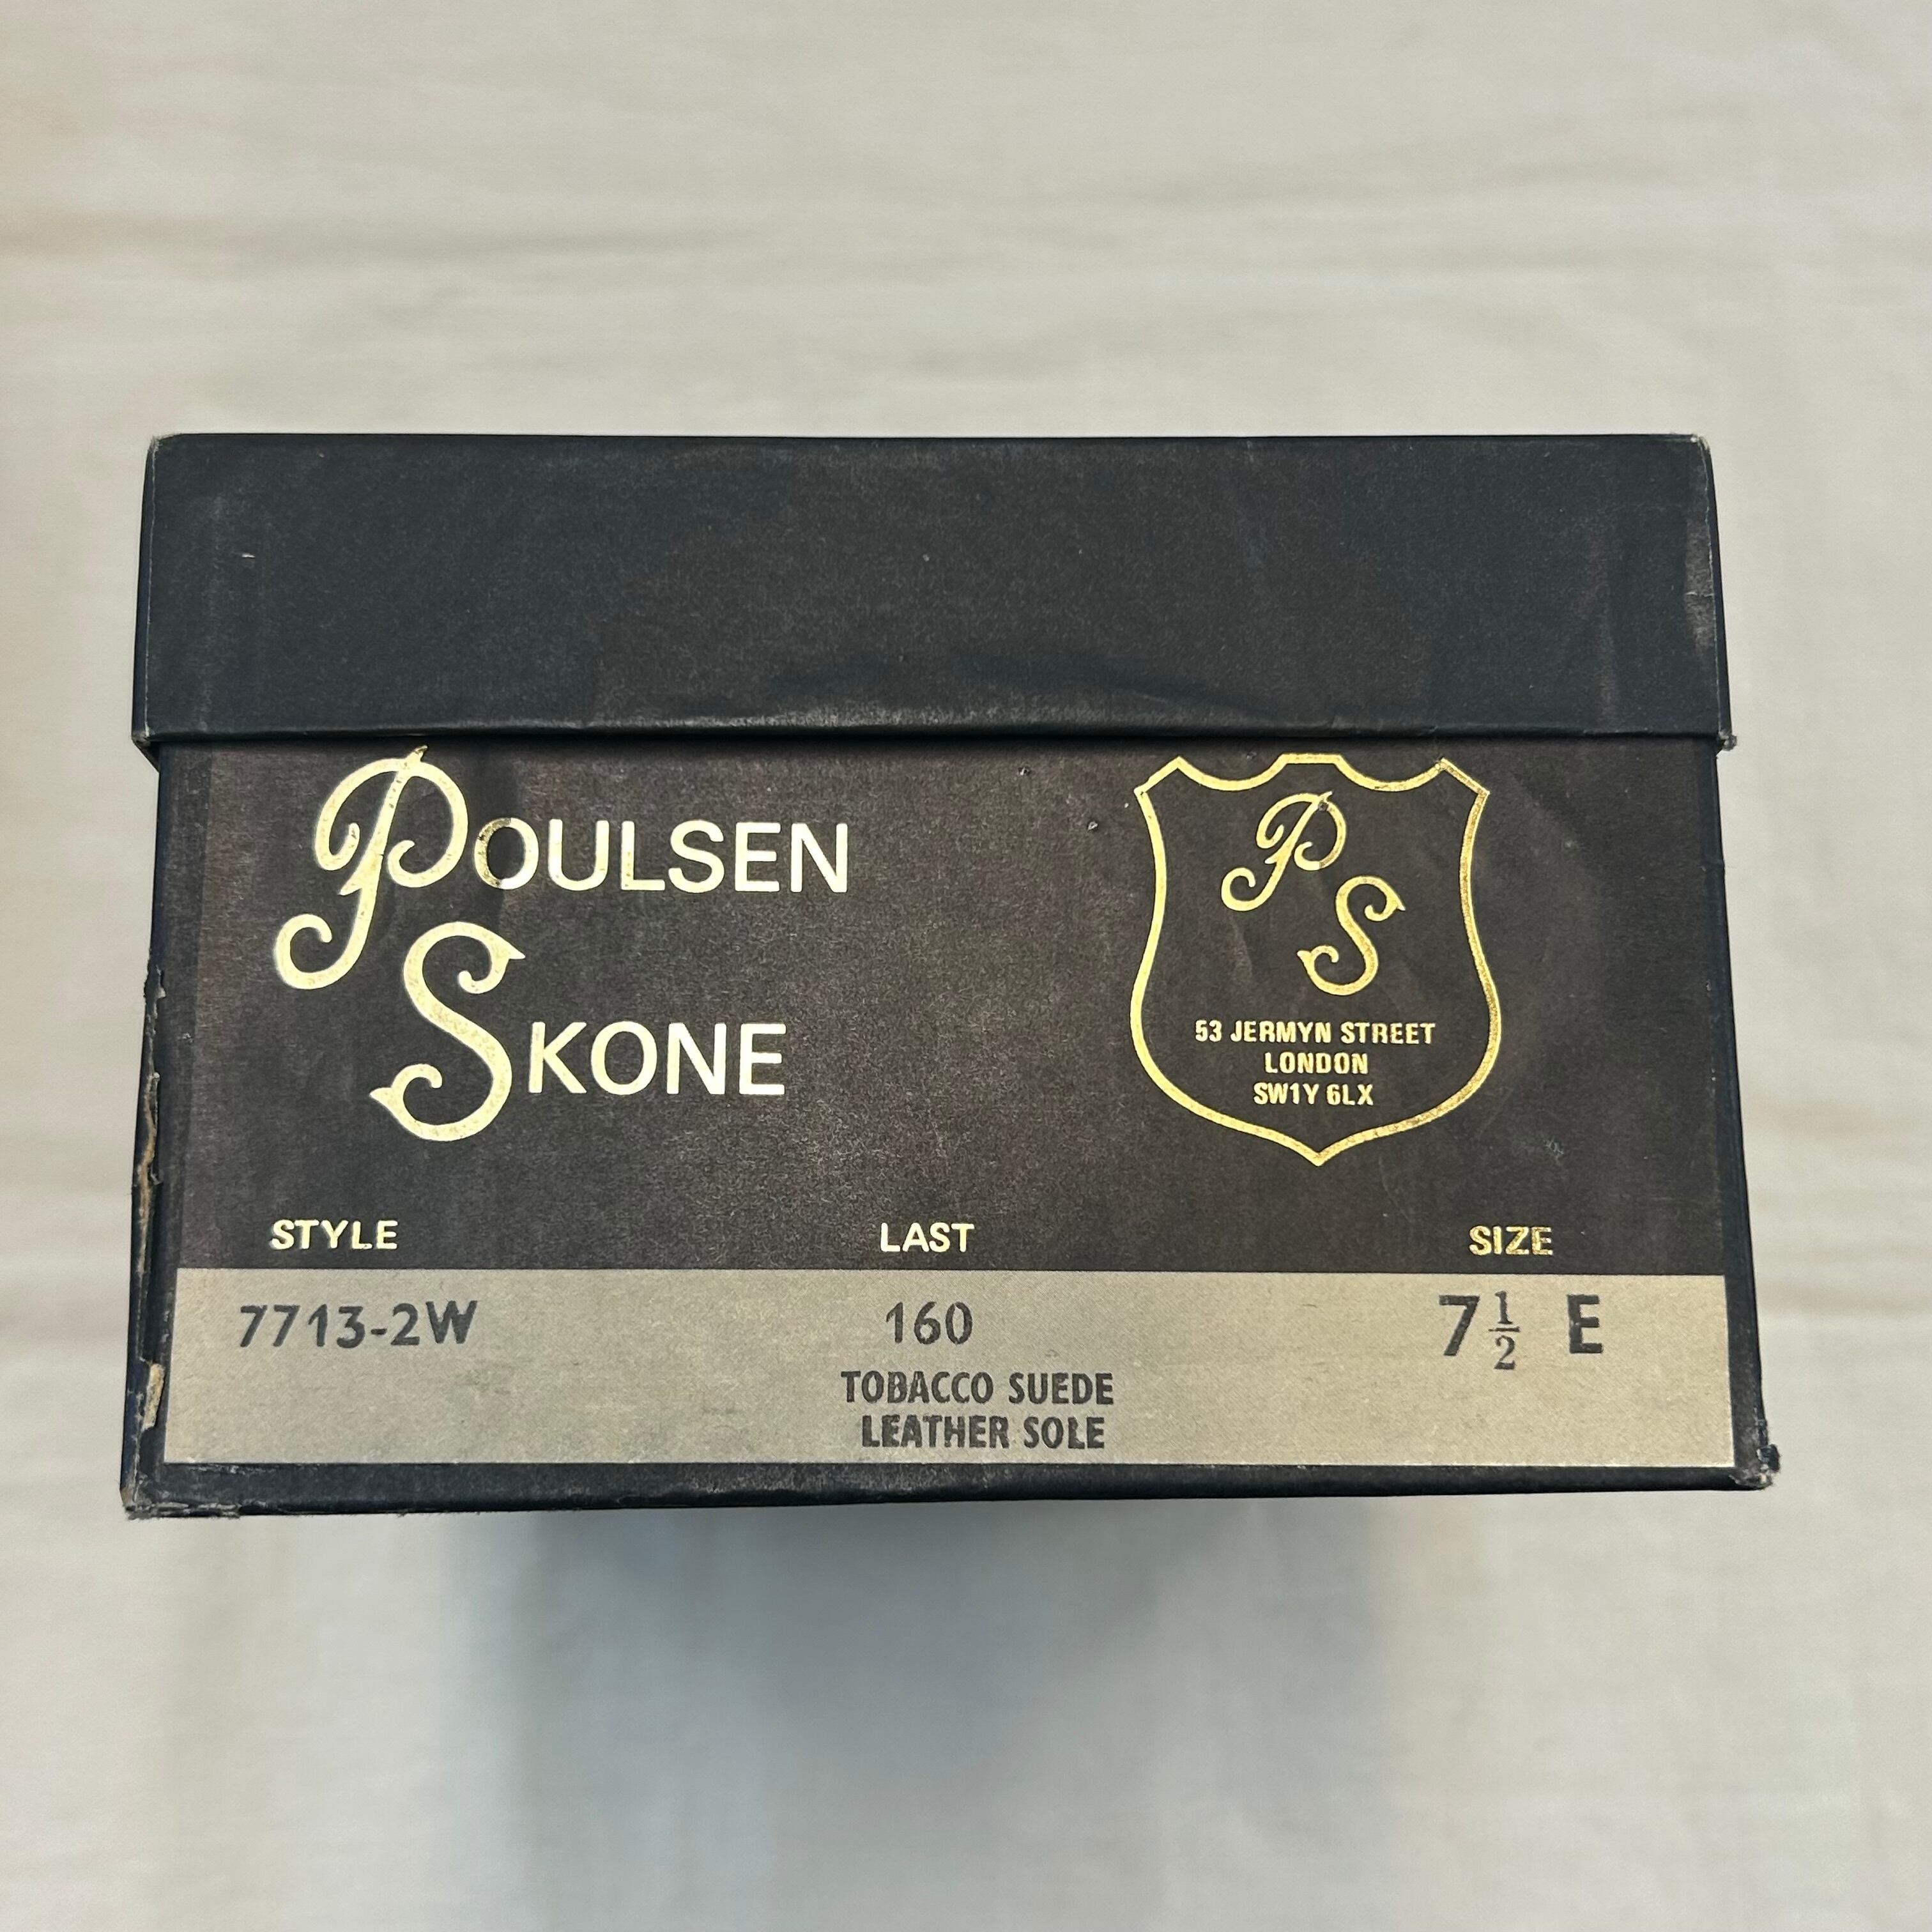 POULSEN
SKONE
PS
53 JERMYN STREET
LONDON
SW1Y 6LX
STYLE LAST SIZE
7713-2W 160 7½ E
TOBACCO SUEDE
LEATHER SOLE